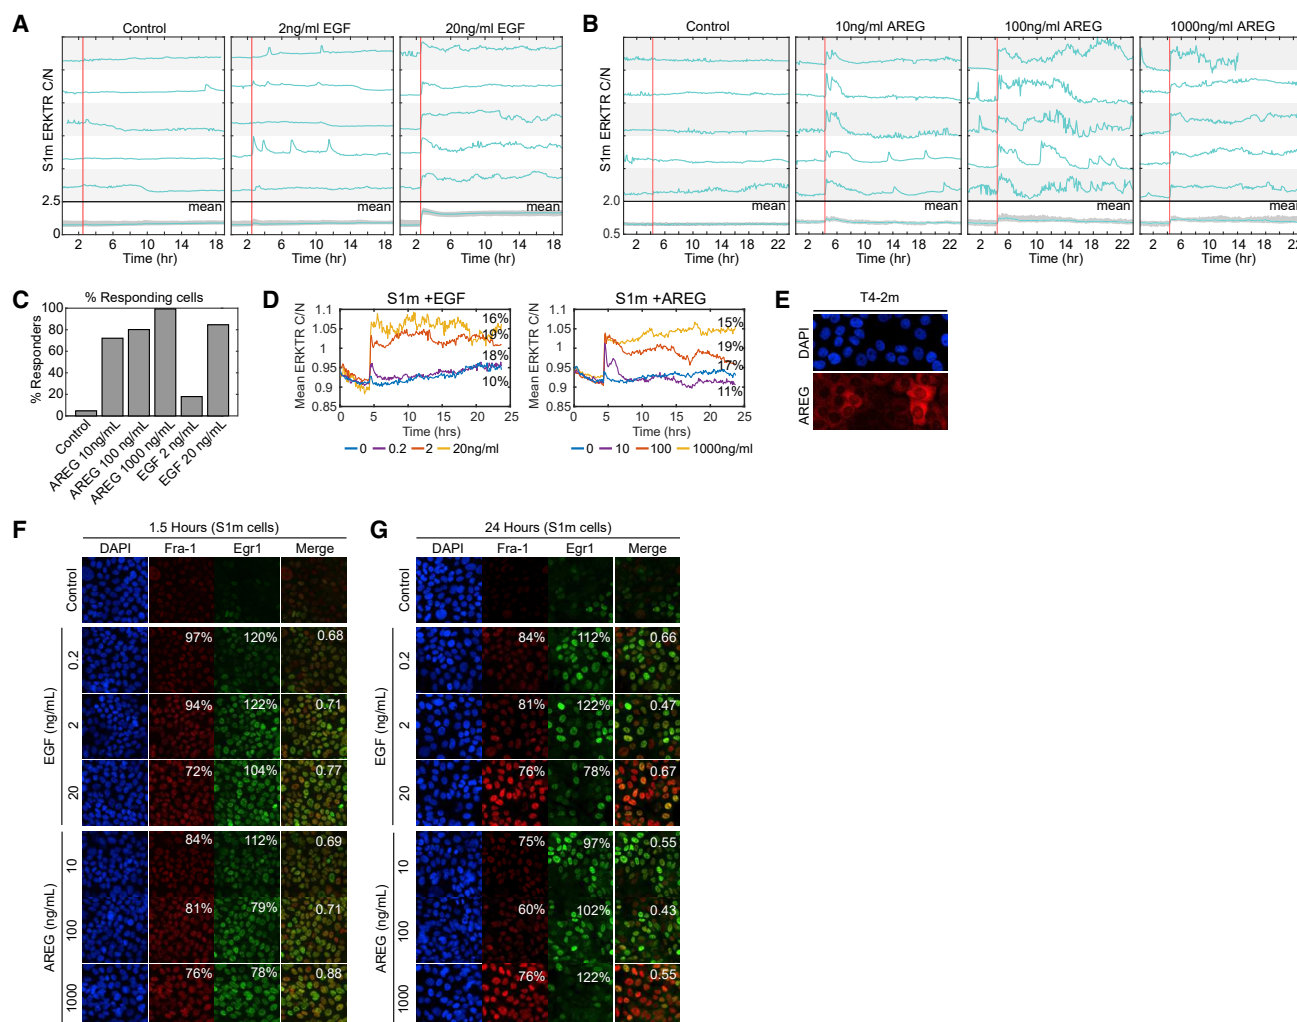 A
Control
2ng/ml EGF
20ng/ml EGF
S1m ERKTR C/N
mean
mean
mean
2.5
0
2 6 10 14 18
2 6 10 14 18
2 6 10 14 18
Time (hr)
Time (hr)
Time (hr)
B
Control
10ng/ml AREG
100ng/ml AREG
1000ng/ml AREG
S1m ERKTR C/N
mean
mean
mean
mean
2.0
0.5
2 6 10 14 18 22
2 6 10 14 18 22
2 6 10 14 18 22
2 6 10 14 18 22
Time (hr)
Time (hr)
Time (hr)
Time (hr)
C
% Responding cells
% Responders
100
80
60
40
20
0
Control
AREG 10ng/mL
AREG 100 ng/mL
AREG 1000 ng/mL
EGF 2 ng/mL
EGF 20 ng/mL
D
S1m +EGF
Mean ERKTR C/N
1.1
1.05
1
0.95
0.9
0.85
16%
19%
18%
10%
0 5 10 15 20 25
Time (hrs)
0 0.2 2 20ng/ml
S1m +AREG
Mean ERKTR C/N
1.1
1.05
1
0.95
0.9
0.85
15%
19%
17%
11%
0 5 10 15 20 25
Time (hrs)
0 10 100 1000ng/ml
E
T4-2m
DAPI
AREG
F
1.5 Hours (S1m cells)
DAPI Fra-1 Egr1 Merge
Control
EGF (ng/mL)
0.2
97% 120% 0.68
2
94% 122% 0.71
20
72% 104% 0.77
AREG (ng/mL)
10
84% 112% 0.69
100
81% 79% 0.71
1000
76% 78% 0.88
G
24 Hours (S1m cells)
DAPI Fra-1 Egr1 Merge
Control
EGF (ng/mL)
0.2
84% 112% 0.66
2
81% 122% 0.47
20
76% 78% 0.67
AREG (ng/mL)
10
75% 97% 0.55
100
60% 102% 0.43
1000
76% 122% 0.55